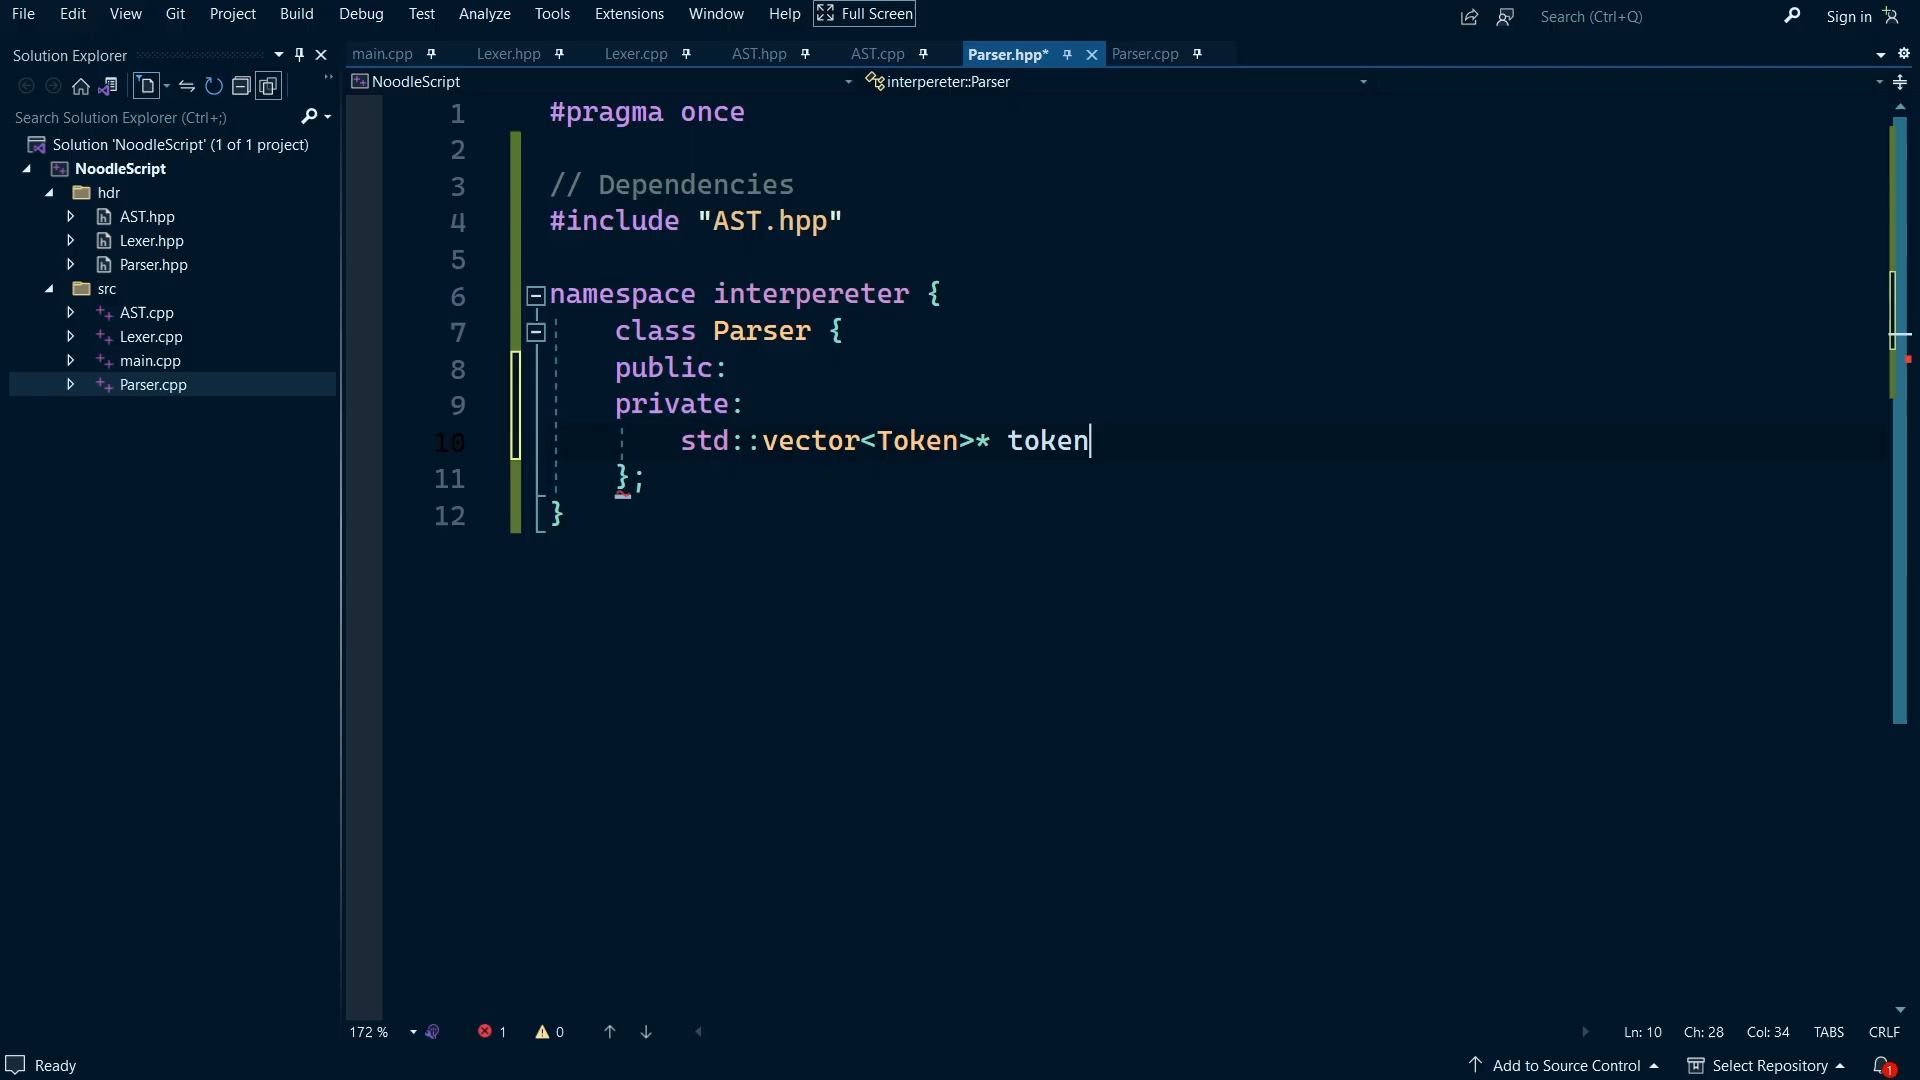 File Edit View Git Project Build Debug Test Analyze Tools Extensions Window Help Full Screen Search (Ctrl+Q) Sign in
Solution Explorer
main.cpp Lexer.hpp Lexer.cpp AST.hpp AST.cpp Parser.hpp* Parser.cpp
NoodleScript interpereter::Parser
Search Solution Explorer (Ctrl+;)
Solution 'NoodleScript' (1 of 1 project)
NoodleScript
hdr
AST.hpp
Lexer.hpp
Parser.hpp
src
AST.cpp
Lexer.cpp
main.cpp
Parser.cpp
1 #pragma once
2
3 // Dependencies
4 #include "AST.hpp"
5
6 namespace interpereter {
7 class Parser {
8 public:
9 private:
10 std::vector<Token>* token
11 };
12 }
172 % 1 0 Ln: 10 Ch: 28 Col: 34 TABS CRLF
Ready Add to Source Control Select Repository 1